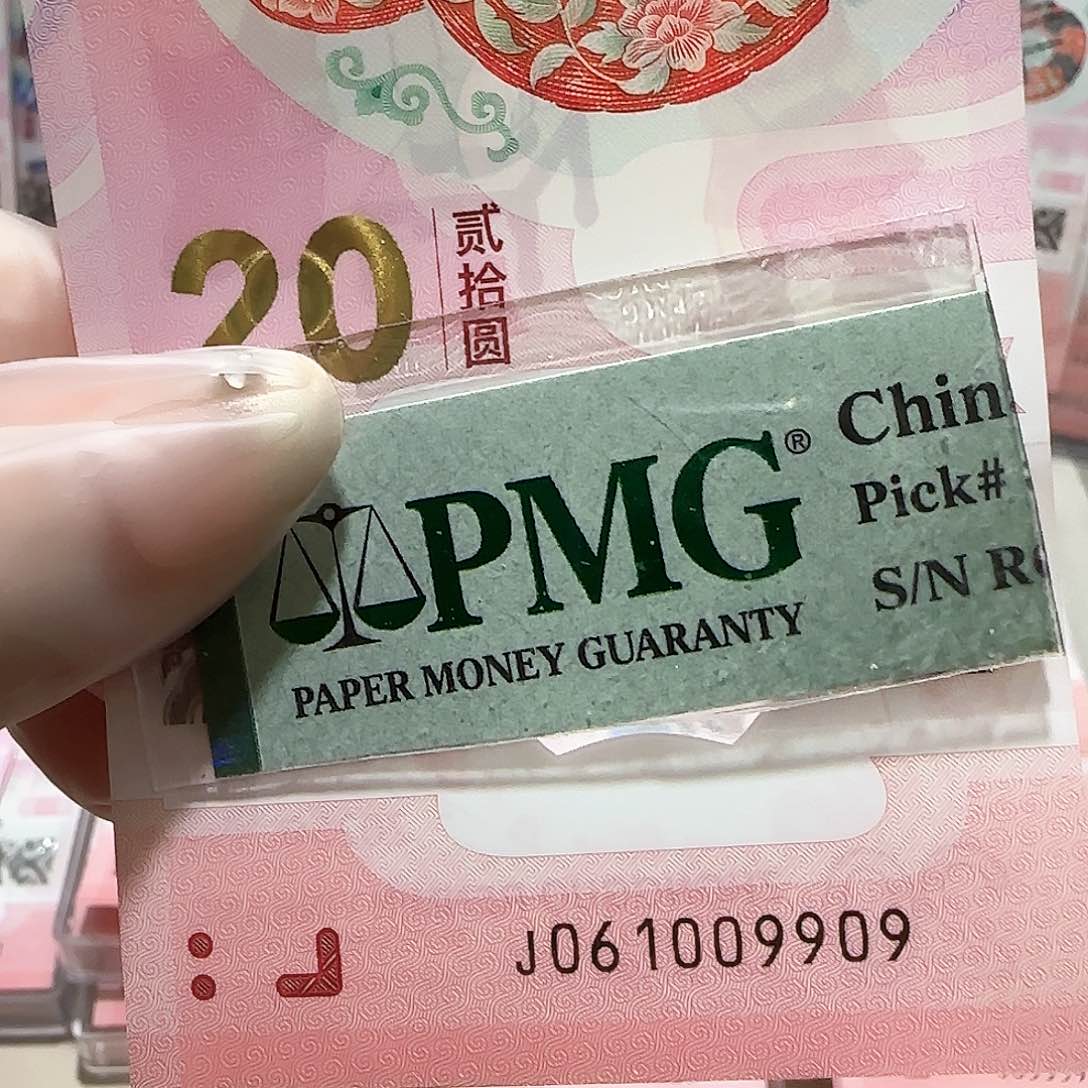 20
贰拾圆
PMG®
PAPER MONEY GUARANTY
Chin
Pick#
S/N R
J061009909